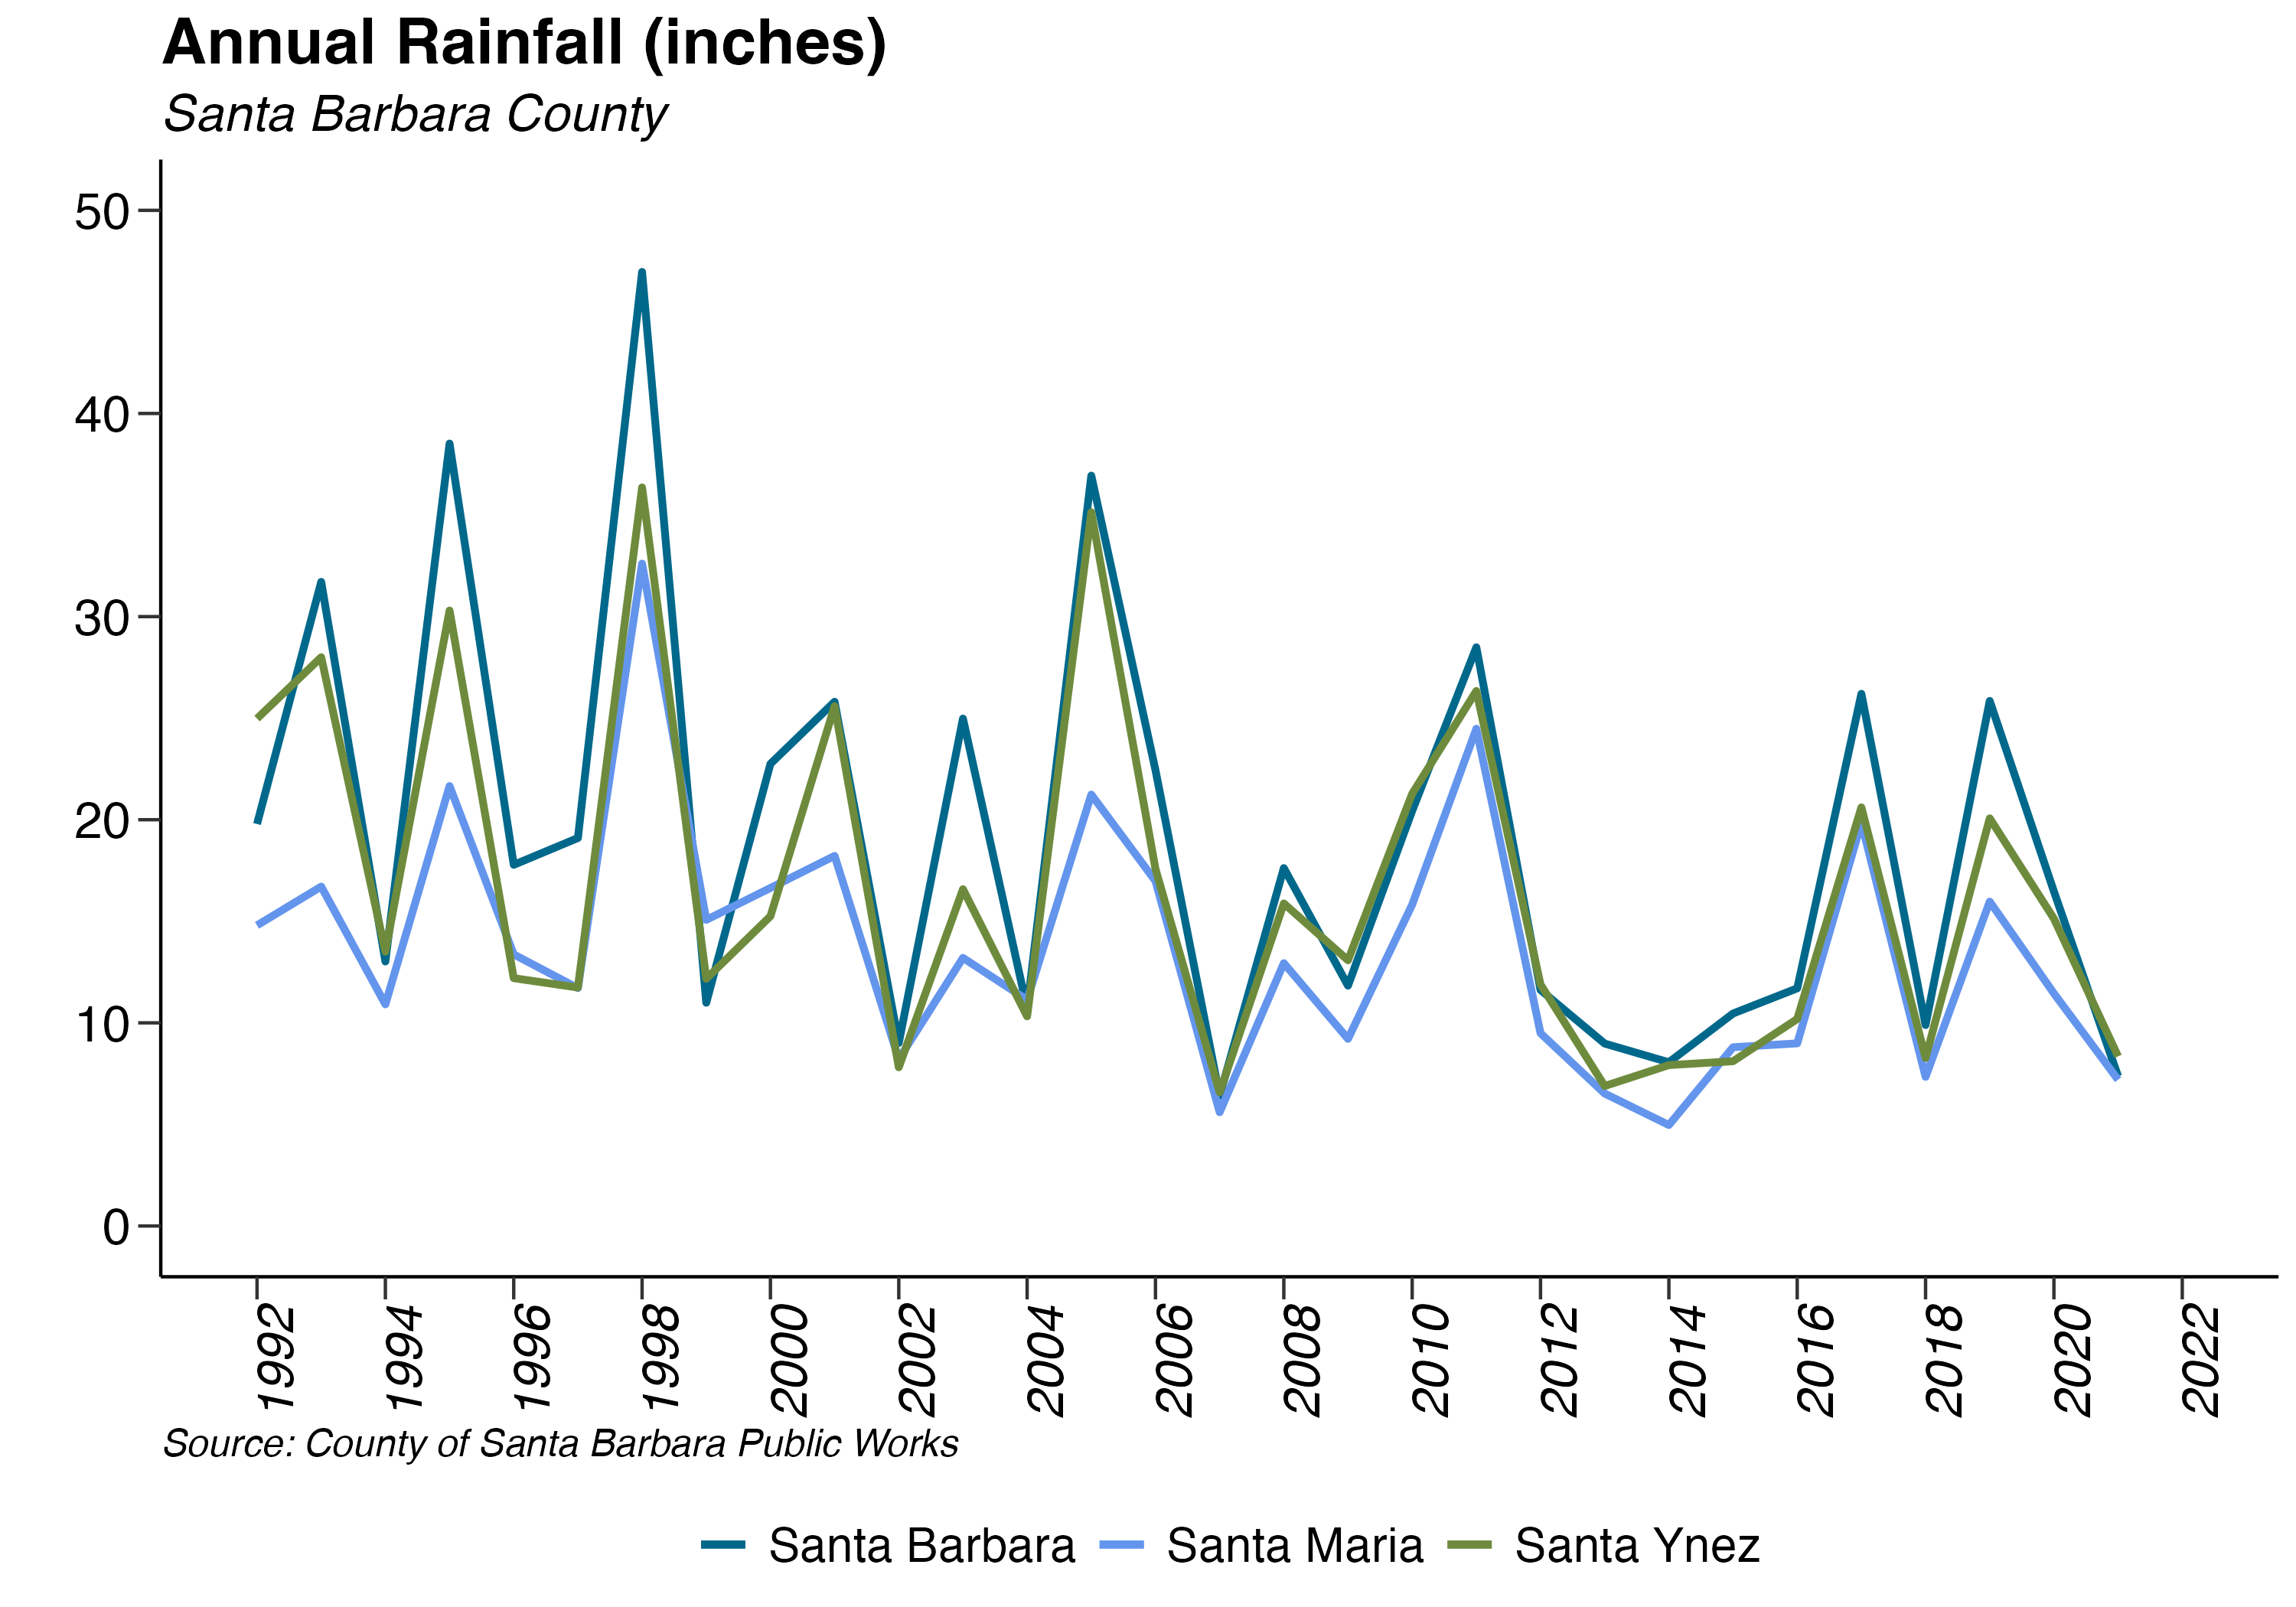 Annual Rainfall (inches)
Santa Barbara County
50
40
30
20
10
0
1992 1994 1996 1998 2000 2002 2004 2006 2008 2010 2012 2014 2016 2018 2020 2022
Source: County of Santa Barbara Public Works
Santa Barbara Santa Maria Santa Ynez